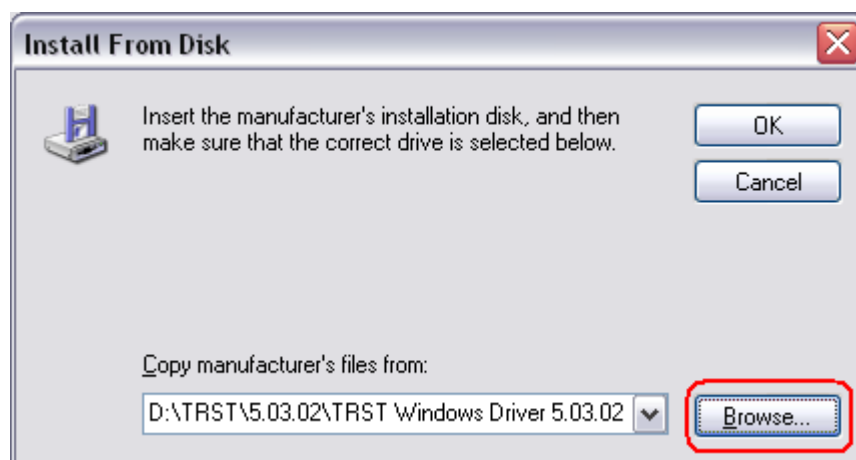 Install From Disk
Insert the manufacturer's installation disk, and then
make sure that the correct drive is selected below.
OK
Cancel
Copy manufacturer's files from:
D:\TRST\5.03.02\TRST Windows Driver 5.03.02
Browse...